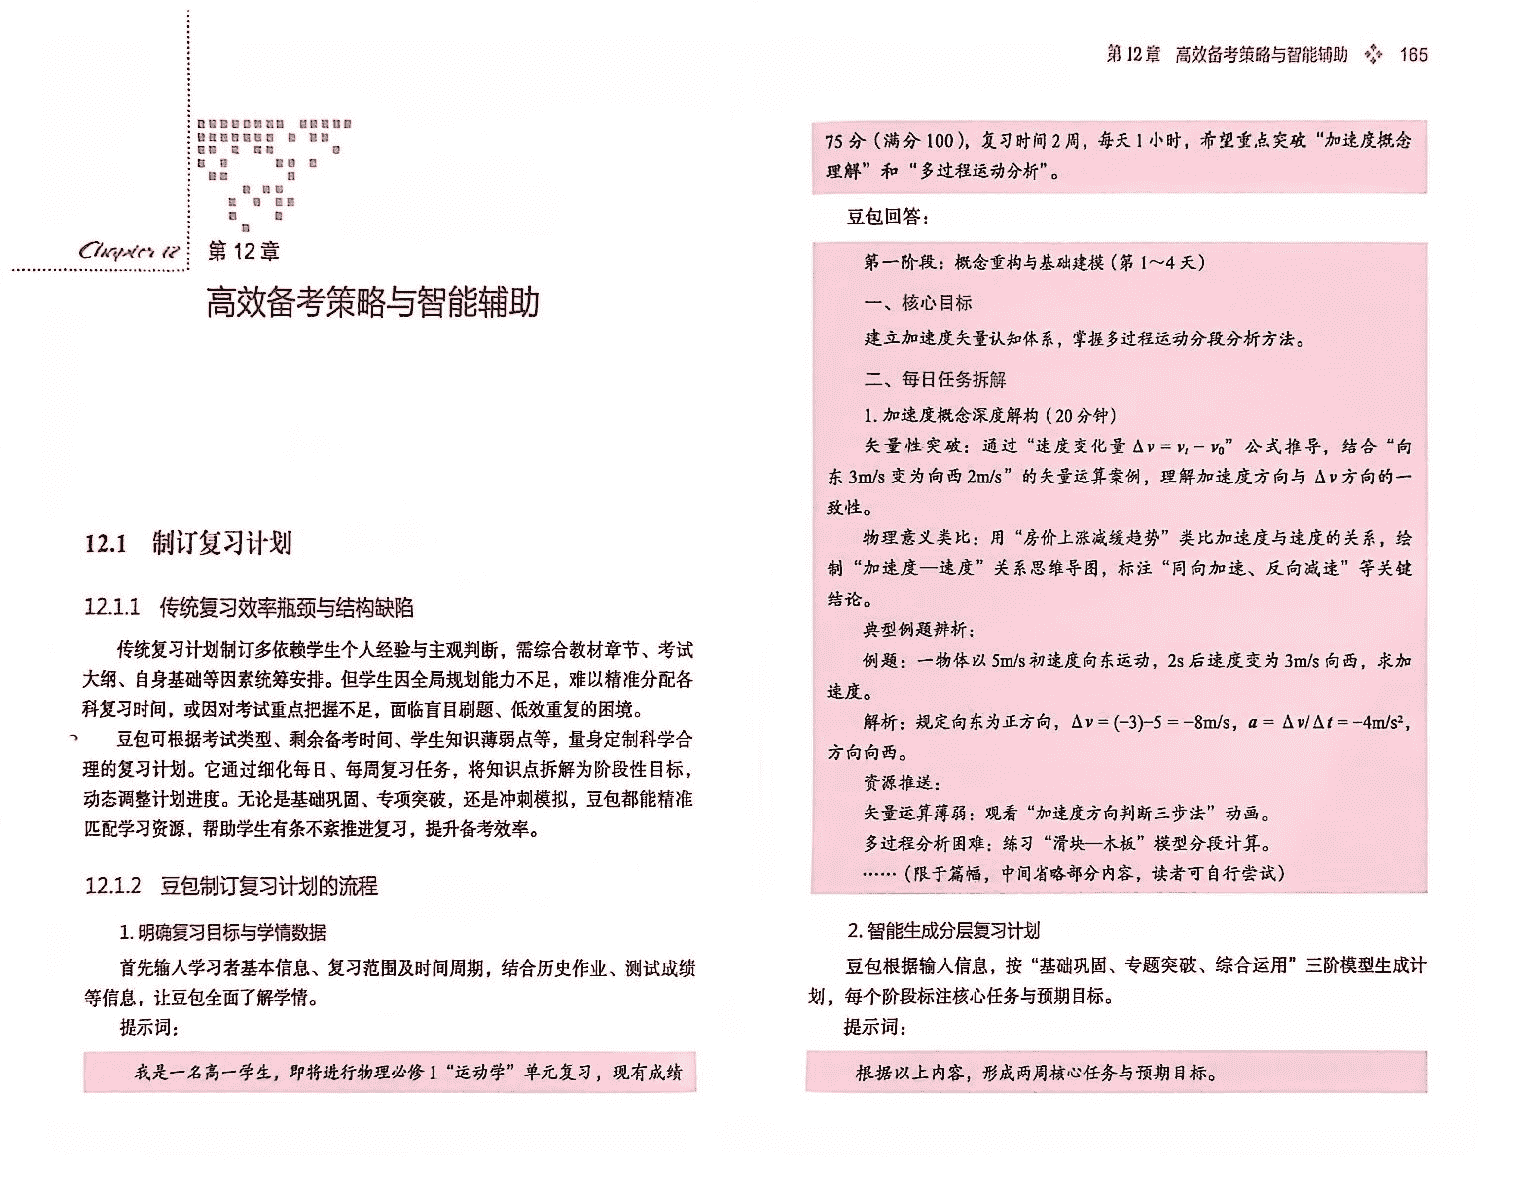 Chapter 12
第12章
高效备考策略与智能辅助
12.1 制订复习计划
12.1.1 传统复习效率瓶颈与结构缺陷
传统复习计划制订多依赖学生个人经验与主观判断，需综合教材章节、考试
大纲、自身基础等因素统筹安排。但学生因全局规划能力不足，难以精准分配各
科复习时间，或因对考试重点把握不足，面临盲目刷题、低效重复的困境。
豆包可根据考试类型、剩余备考时间、学生知识薄弱点等，量身定制科学合
理的复习计划。它通过细化每日、每周复习任务，将知识点拆解为阶段性目标，
动态调整计划进度。无论是基础巩固、专项突破，还是冲刺模拟，豆包都能精准
匹配学习资源，帮助学生有条不紊推进复习，提升备考效率。
12.1.2 豆包制订复习计划的流程
1. 明确复习目标与学情数据
首先输入学习者基本信息、复习范围及时间周期，结合历史作业、测试成绩
等信息，让豆包全面了解学情。
提示词：
我是一名高一学生，即将进行物理必修1“运动学”单元复习，现有成绩
第12章 高效备考策略与智能辅助 165
75分（满分100），复习时间2周，每天1小时，希望重点突破“加速度概念
理解”和“多过程运动分析”。
豆包回答：
第一阶段：概念重构与基础建模（第1～4天）
一、核心目标
建立加速度矢量认知体系，掌握多过程运动分段分析方法。
二、每日任务拆解
1. 加速度概念深度解构（20分钟）
矢量性突破：通过“速度变化量Δv＝vₜ－v₀”公式推导，结合“向
东3m/s变为向西2m/s”的矢量运算案例，理解加速度方向与Δv方向的一
致性。
物理意义类比：用“房价上涨减缓趋势”类比加速度与速度的关系，绘
制“加速度—速度”关系思维导图，标注“同向加速、反向减速”等关键
结论。
典型例题辨析：
例题：一物体以5m/s初速度向东运动，2s后速度变为3m/s向西，求加
速度。
解析：规定向东为正方向，Δv＝(-3)-5＝-8m/s，a＝Δv/Δt＝-4m/s²，
方向向西。
资源推送：
矢量运算薄弱：观看“加速度方向判断三步法”动画。
多过程分析困难：练习“滑块—木板”模型分段计算。
……（限于篇幅，中间省略部分内容，读者可自行尝试）
2. 智能生成分层复习计划
豆包根据输入信息，按“基础巩固、专题突破、综合运用”三阶模型生成计
划，每个阶段标注核心任务与预期目标。
提示词：
根据以上内容，形成两周核心任务与预期目标。